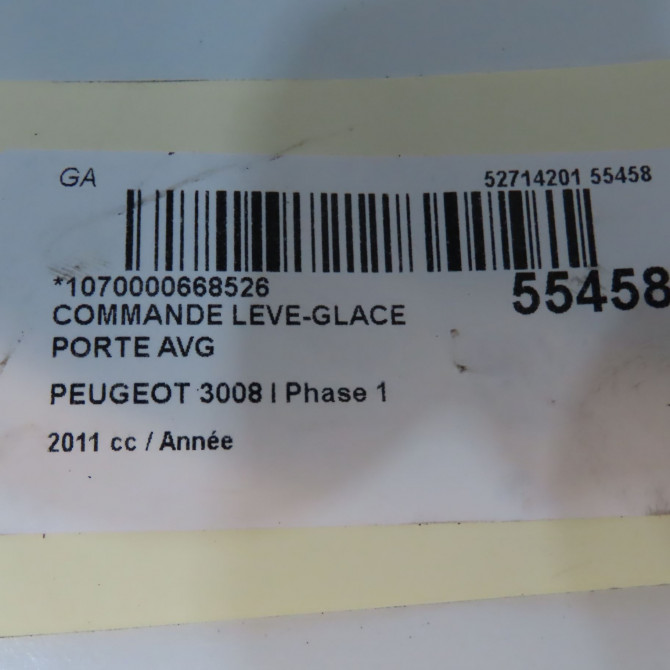 GA
52714201 55458
*1070000668526
55458
COMMANDE LEVE-GLACE
PORTE AVG
PEUGEOT 3008 I Phase 1
2011 cc / Année